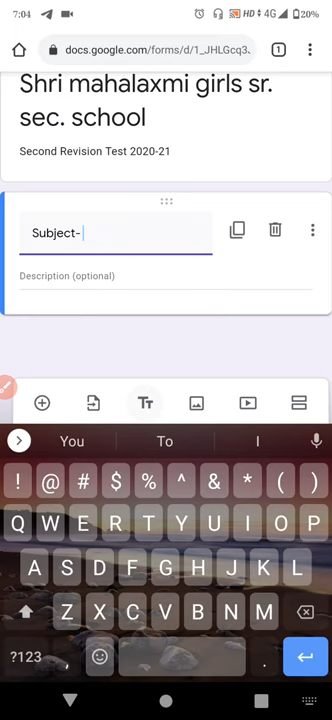 7:04
HD 4G 20%
docs.google.com/forms/d/1_JHLGcq3
1
Shri mahalaxmi girls sr.
sec. school
Second Revision Test 2020-21
Subject-
Description (optional)
Tт
You To I
! @ # $ % ^ & * ( )
Q W E R T Y U I O P
A S D F G H J K L
Z X C V B N M
?123 , .